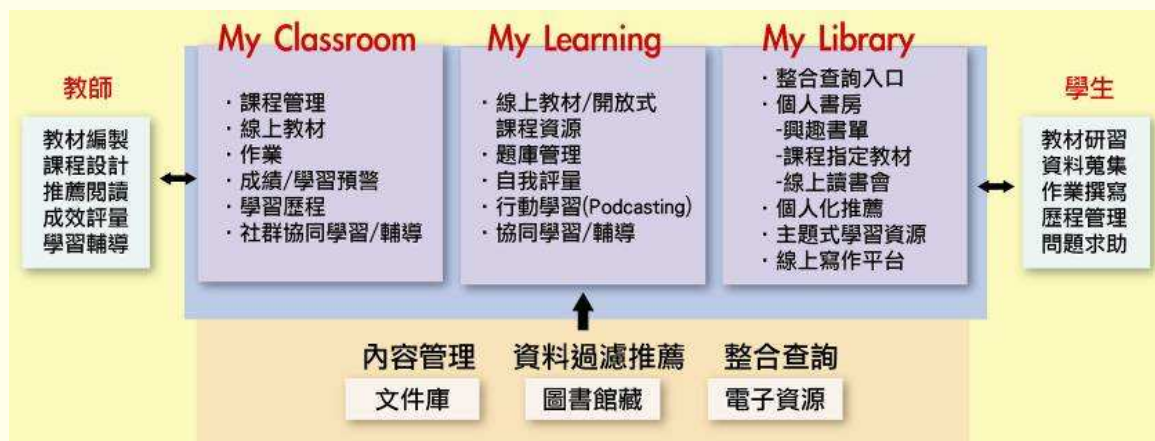 My Classroom
My Learning
My Library
教師
教材編製
課程設計
推薦閱讀
成效評量
學習輔導
·課程管理
·線上教材
·作業
·成績/學習預警
·學習歷程
·社群協同學習/輔導
·線上教材/開放式
課程資源
·題庫管理
·自我評量
·行動學習(Podcasting)
·協同學習/輔導
·整合查詢入口
·個人書房
-興趣書單
-課程指定教材
-線上讀書會
·個人化推薦
·主題式學習資源
·線上寫作平台
學生
教材研習
資料蒐集
作業撰寫
歷程管理
問題求助
內容管理
資料過濾推薦
整合查詢
文件庫
圖書館藏
電子資源